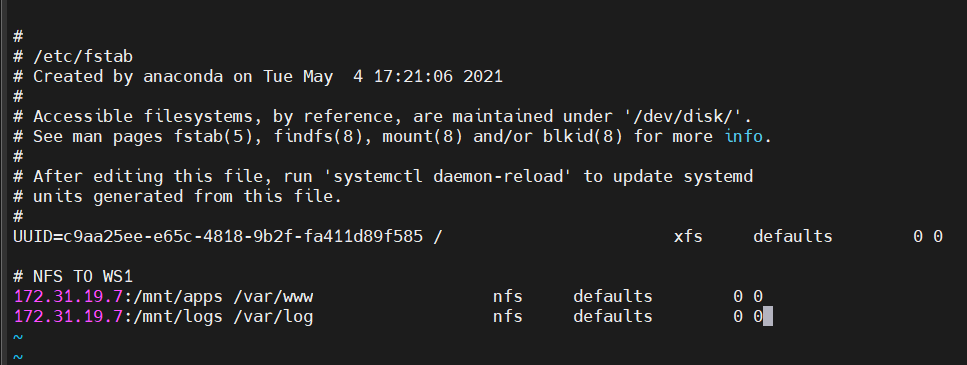 #
# /etc/fstab
# Created by anaconda on Tue May  4 17:21:06 2021
#
# Accessible filesystems, by reference, are maintained under '/dev/disk/'.
# See man pages fstab(5), findfs(8), mount(8) and/or blkid(8) for more info.
#
# After editing this file, run 'systemctl daemon-reload' to update systemd
# units generated from this file.
#
UUID=c9aa25ee-e65c-4818-9b2f-fa411d89f585 /                       xfs     defaults        0 0

# NFS TO WS1
172.31.19.7:/mnt/apps /var/www                  nfs     defaults        0 0
172.31.19.7:/mnt/logs /var/log                  nfs     defaults        0 0
~
~